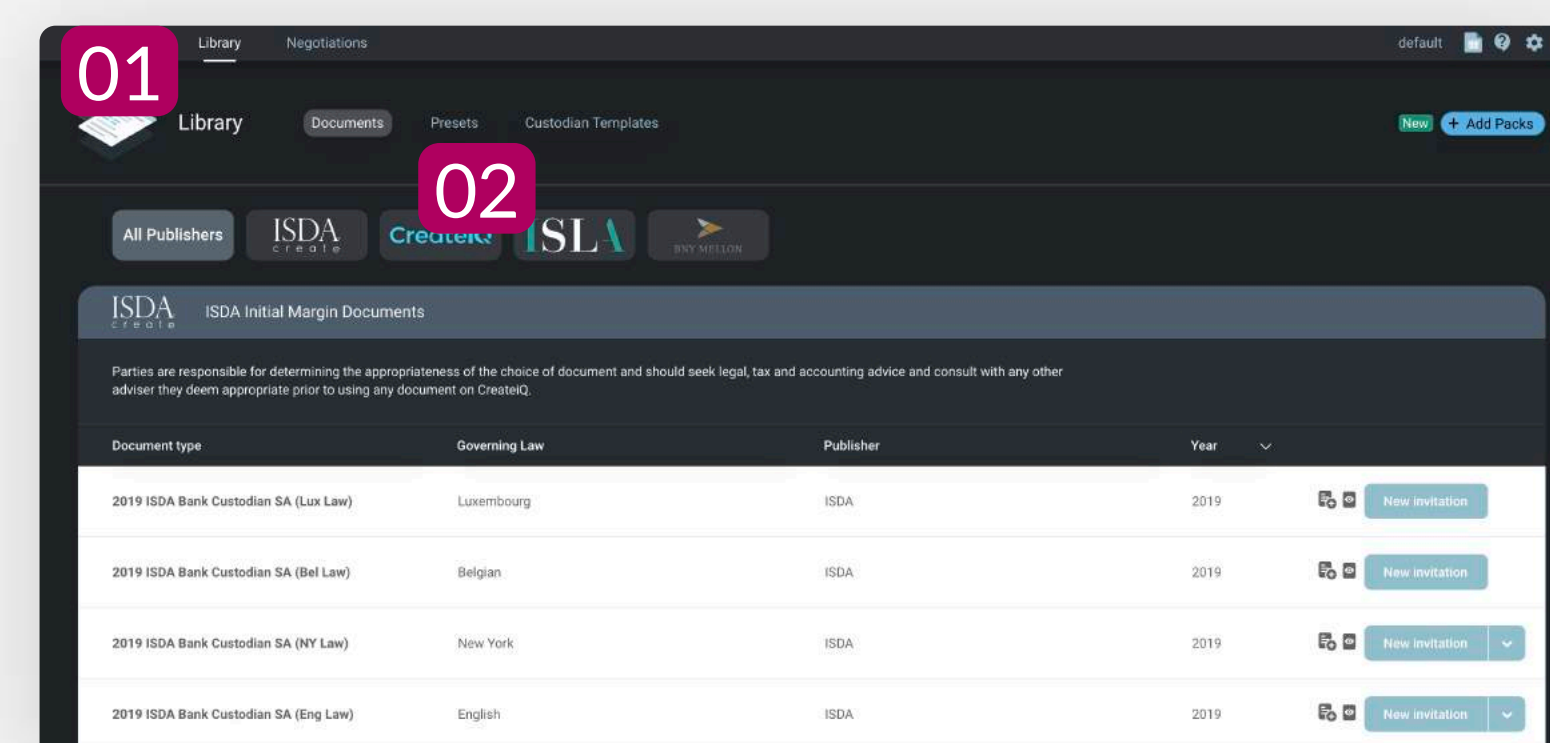 01
Library Negotiations default
Library Documents Presets Custodian Templates New + Add Packs
02
All Publishers ISDA create CreateIQ ISLA BNY MELLON
ISDA create ISDA Initial Margin Documents
Parties are responsible for determining the appropriateness of the choice of document and should seek legal, tax and accounting advice and consult with any other
adviser they deem appropriate prior to using any document on CreateiQ.
Document type Governing Law Publisher Year
2019 ISDA Bank Custodian SA (Lux Law) Luxembourg ISDA 2019 New invitation
2019 ISDA Bank Custodian SA (Bel Law) Belgian ISDA 2019 New invitation
2019 ISDA Bank Custodian SA (NY Law) New York ISDA 2019 New invitation
2019 ISDA Bank Custodian SA (Eng Law) English ISDA 2019 New invitation